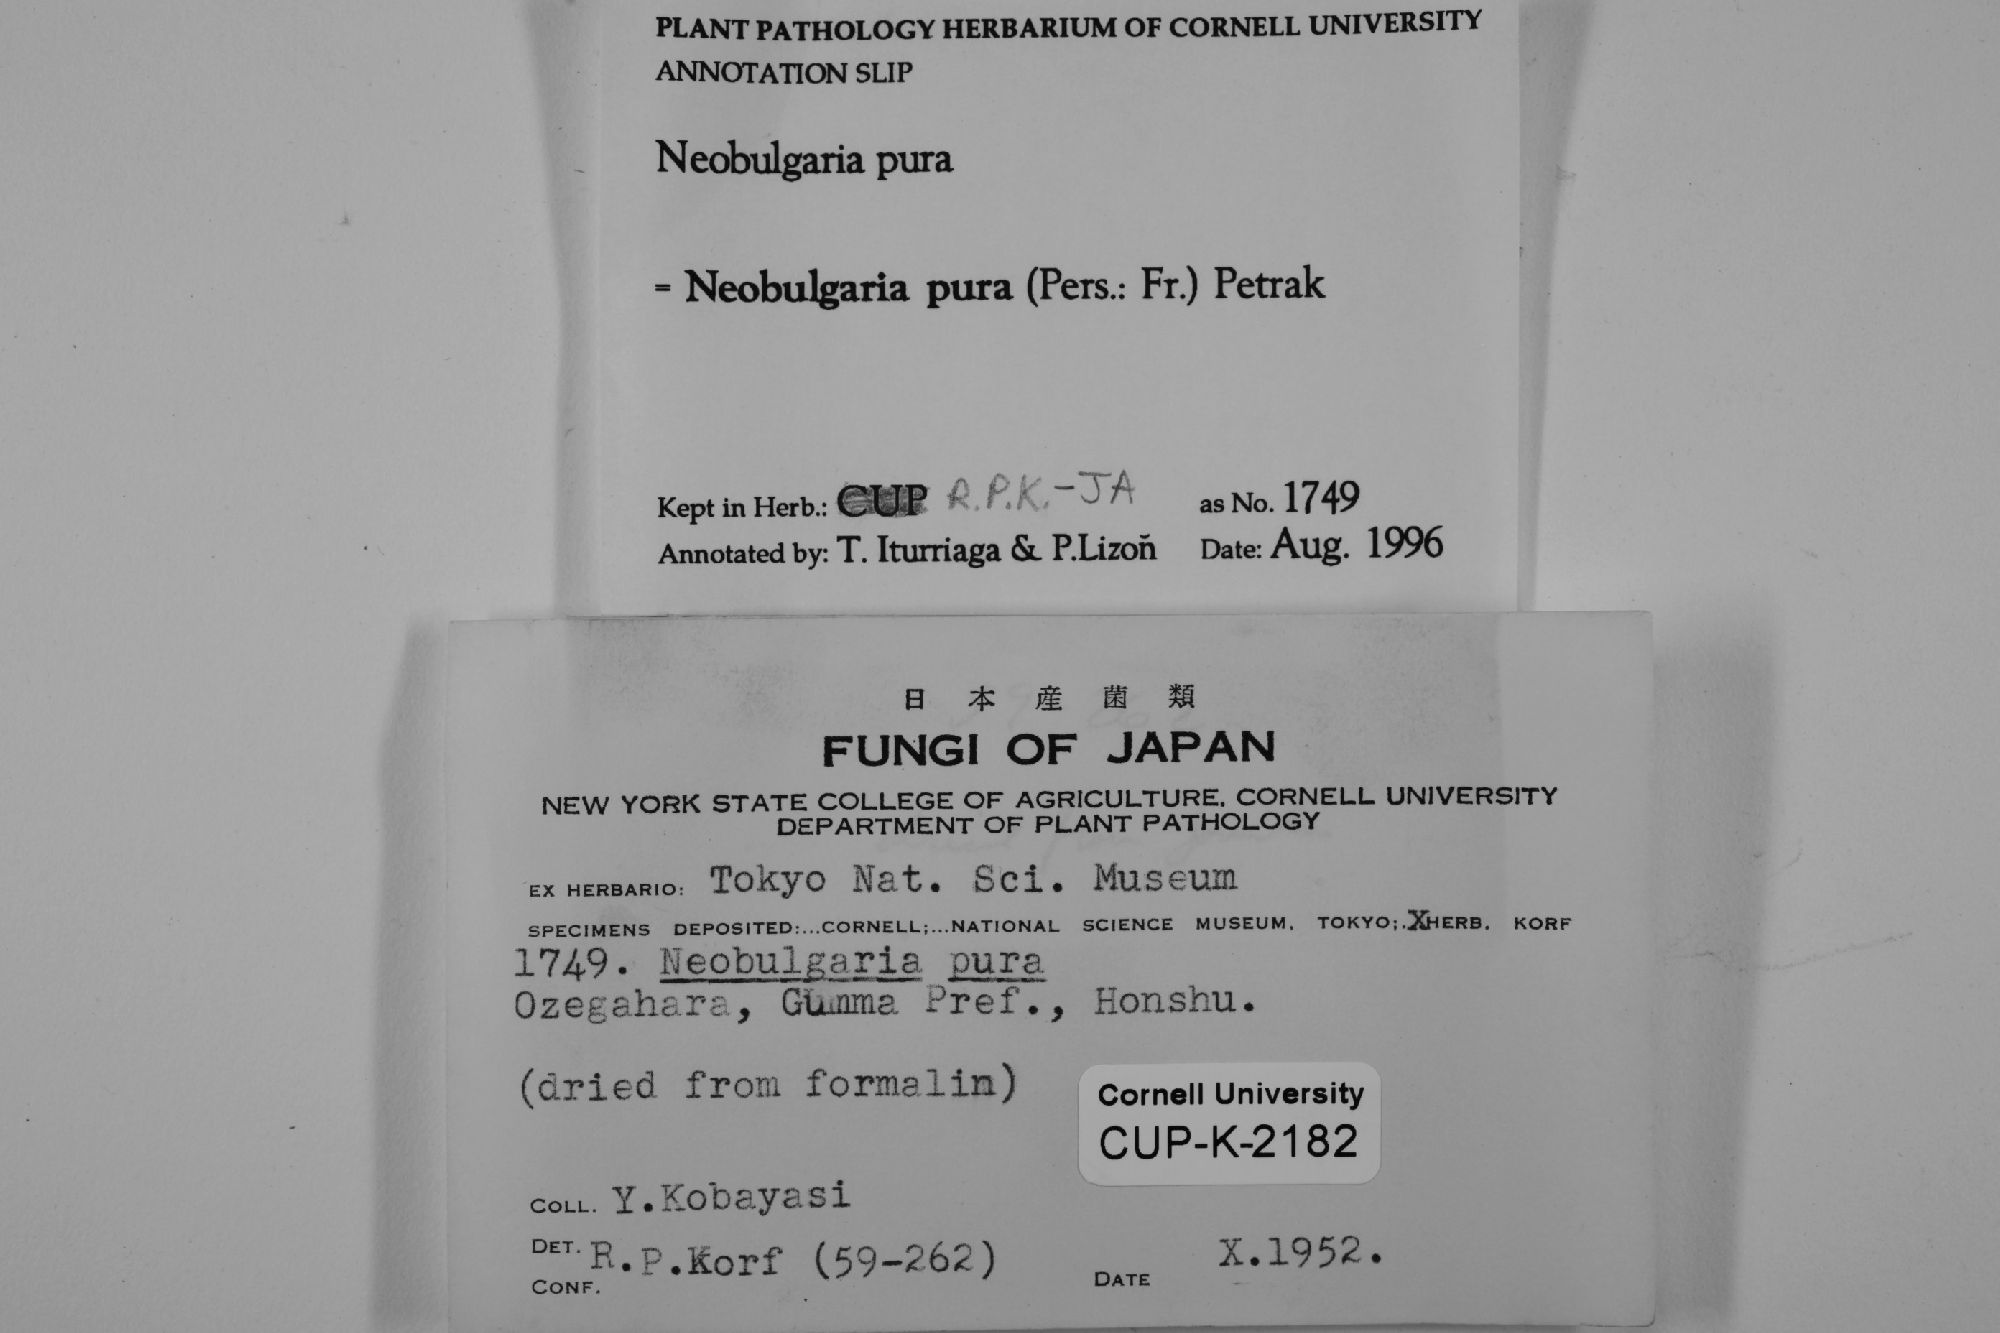 PLANT PATHOLOGY HERBARIUM OF CORNELL UNIVERSITY
ANNOTATION SLIP
Neobulgaria pura
= Neobulgaria pura (Pers.: Fr.) Petrak
Kept in Herb.: CUP R.P.K.-JA as No. 1749
Annotated by: T. Iturriaga & P.Lizoň Date: Aug. 1996
日本産菌類
FUNGI OF JAPAN
NEW YORK STATE COLLEGE OF AGRICULTURE, CORNELL UNIVERSITY
DEPARTMENT OF PLANT PATHOLOGY
EX HERBARIO: Tokyo Nat. Sci. Museum
SPECIMENS DEPOSITED:...CORNELL;...NATIONAL SCIENCE MUSEUM, TOKYO;.XHERB. KORF
1749. Neobulgaria pura
Ozegahara, Gumma Pref., Honshu.
(dried from formalin)
Cornell University
CUP-K-2182
COLL. Y.Kobayasi
DET. R.P.Korf (59-262)
CONF.
DATE X.1952.